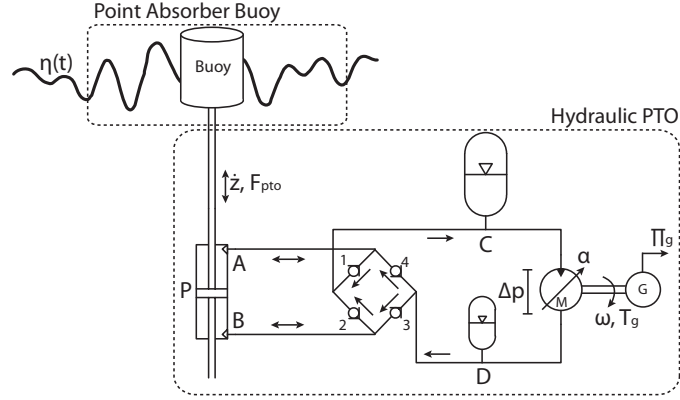 Point Absorber Buoy
η(t)
Buoy
Hydraulic PTO
ż, Fpto
A
1
4
C
Πg
α
P
Δp
M
G
B
2
3
ω, Tg
D